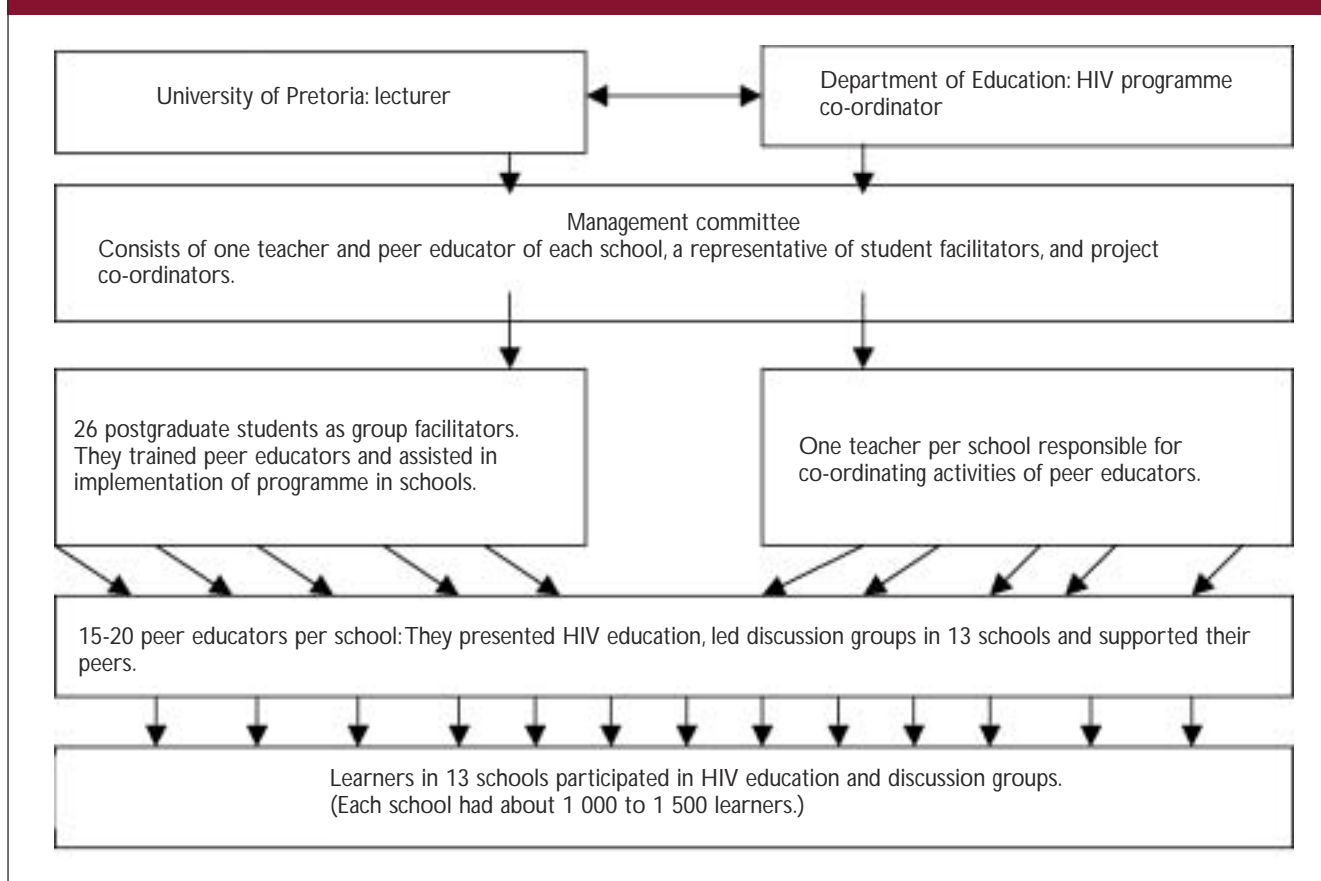 University of Pretoria: lecturer
Department of Education: HIV programme
co-ordinator
Management committee
Consists of one teacher and peer educator of each school, a representative of student facilitators, and project
co-ordinators.
26 postgraduate students as group facilitators.
They trained peer educators and assisted in
implementation of programme in schools.
One teacher per school responsible for
co-ordinating activities of peer educators.
15-20 peer educators per school: They presented HIV education, led discussion groups in 13 schools and supported their
peers.
Learners in 13 schools participated in HIV education and discussion groups.
(Each school had about 1 000 to 1 500 learners.)